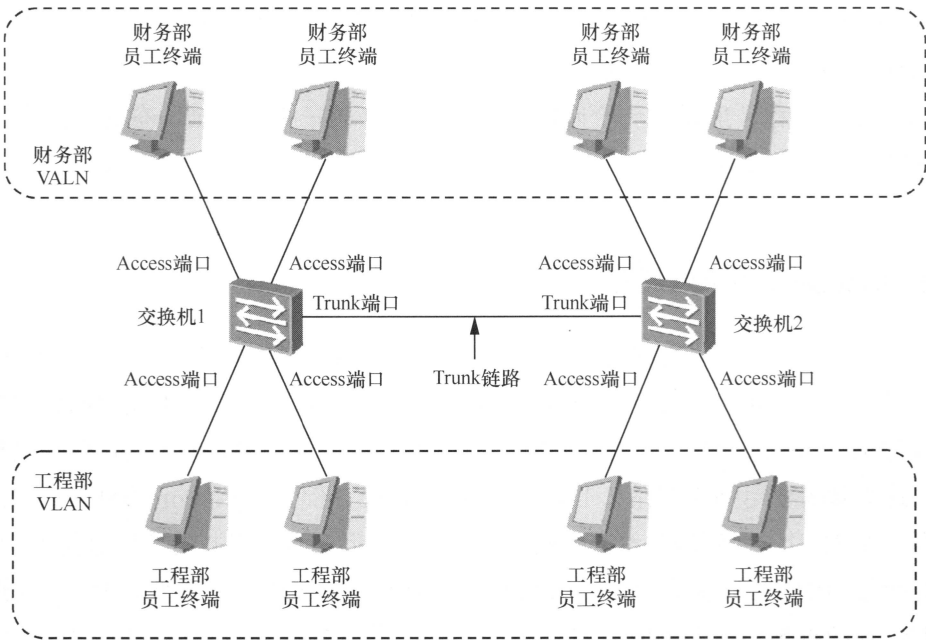 财务部
员工终端
财务部
员工终端
财务部
员工终端
财务部
员工终端
财务部
VALN
Access端口
Access端口
Access端口
Access端口
Trunk端口
Trunk端口
交换机1
交换机2
Trunk链路
Access端口
Access端口
Access端口
Access端口
工程部
VLAN
工程部
员工终端
工程部
员工终端
工程部
员工终端
工程部
员工终端